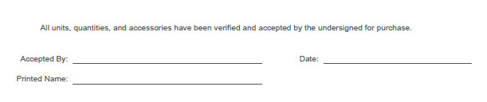 All units, quantities, and accessories have been verified and accepted by the undersigned for purchase.
Accepted By:
Date:
Printed Name: